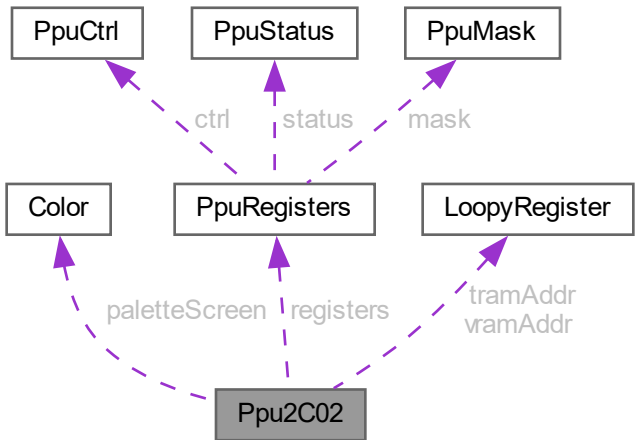 PpuCtrl
PpuStatus
PpuMask
ctrl
status
mask
Color
PpuRegisters
LoopyRegister
paletteScreen
registers
tramAddr
vramAddr
Ppu2C02